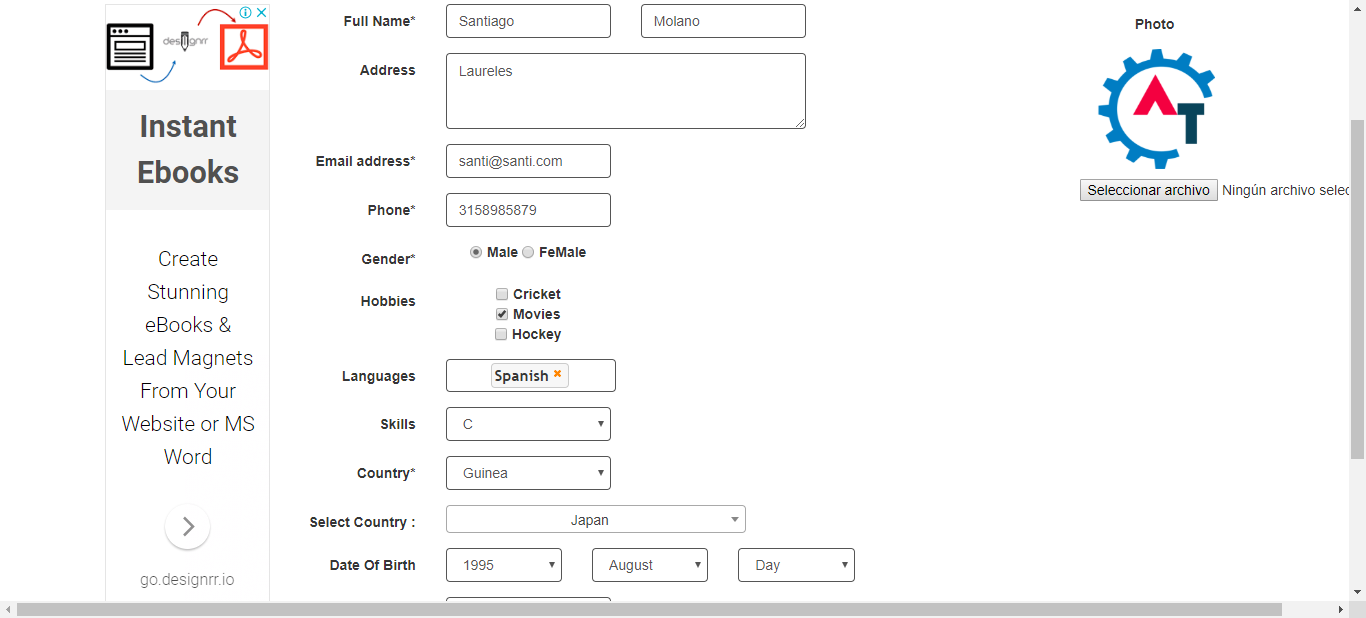 designrr
Instant
Ebooks
Create
Stunning
eBooks &
Lead Magnets
From Your
Website or MS
Word
go.designrr.io
Full Name* Santiago Molano
Address Laureles
Email address* santi@santi.com
Phone* 3158985879
Gender* Male FeMale
Hobbies Cricket
Movies
Hockey
Languages Spanish
Skills C
Country* Guinea
Select Country : Japan
Date Of Birth 1995 August Day
Photo
AT
Seleccionar archivo Ningún archivo selec